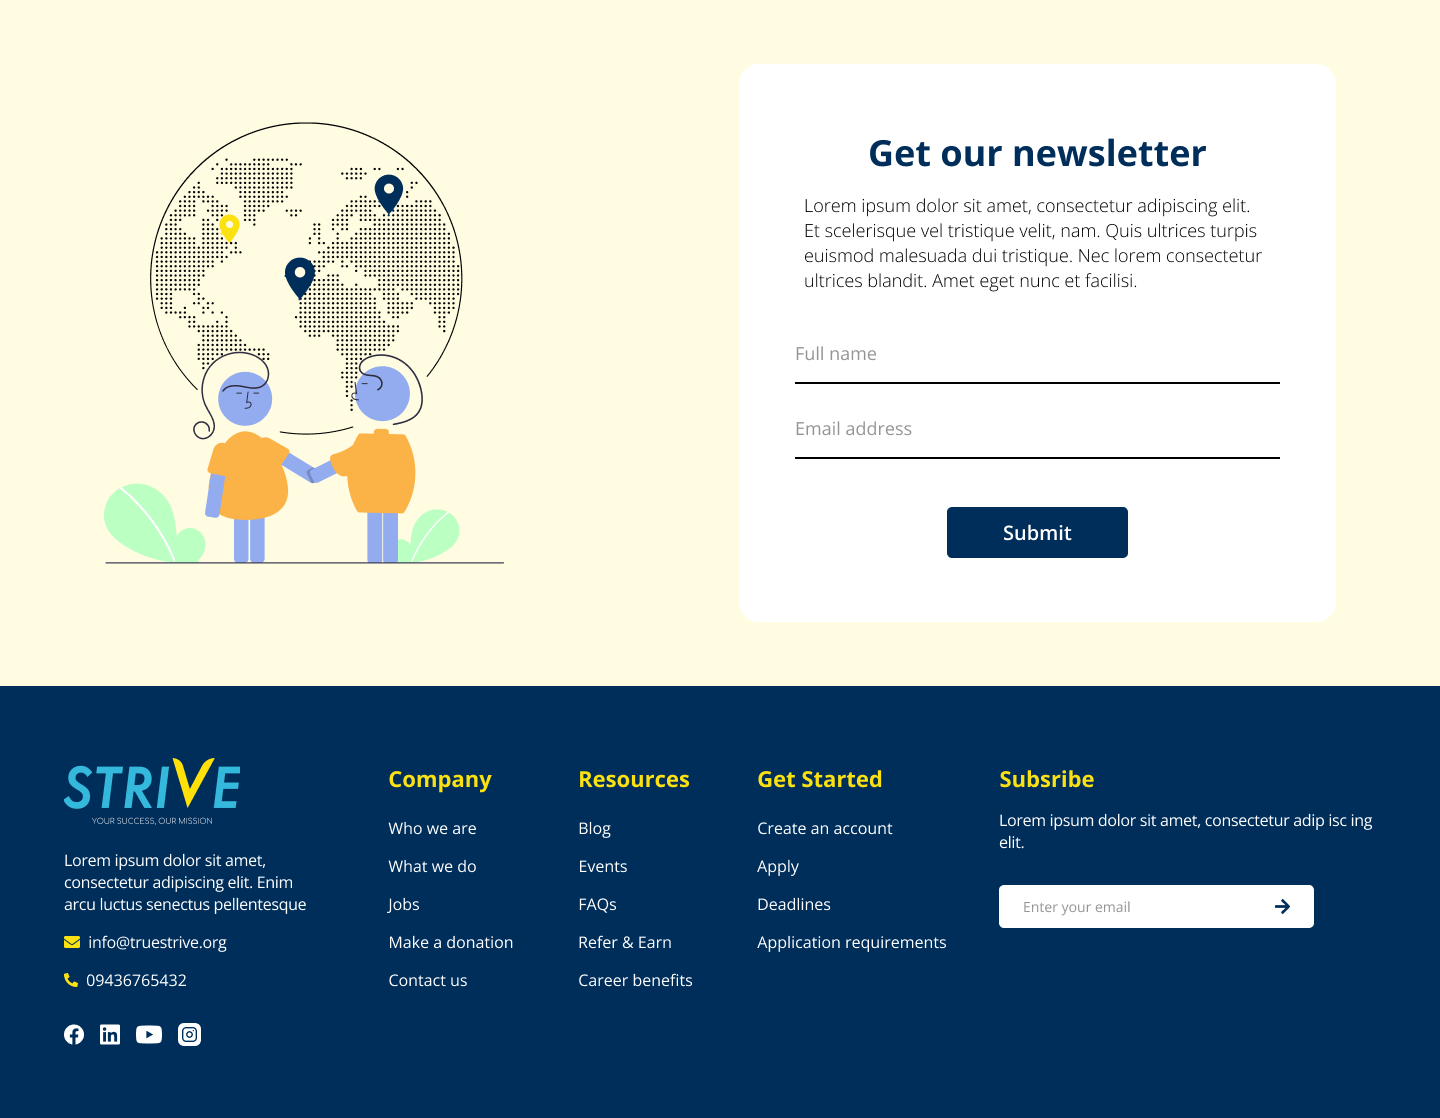 Get our newsletter
Lorem ipsum dolor sit amet, consectetur adipiscing elit.
Et scelerisque vel tristique velit, nam. Quis ultrices turpis
euismod malesuada dui tristique. Nec lorem consectetur
ultrices blandit. Amet eget nunc et facilisi.
Full name
Email address
Submit
STRIVE
YOUR SUCCESS, OUR MISSION
Lorem ipsum dolor sit amet,
consectetur adipiscing elit. Enim
arcu luctus senectus pellentesque
info@truestrive.org
09436765432
Company
Who we are
What we do
Jobs
Make a donation
Contact us
Resources
Blog
Events
FAQs
Refer & Earn
Career benefits
Get Started
Create an account
Apply
Deadlines
Application requirements
Subsribe
Lorem ipsum dolor sit amet, consectetur adip isc ing
elit.
Enter your email